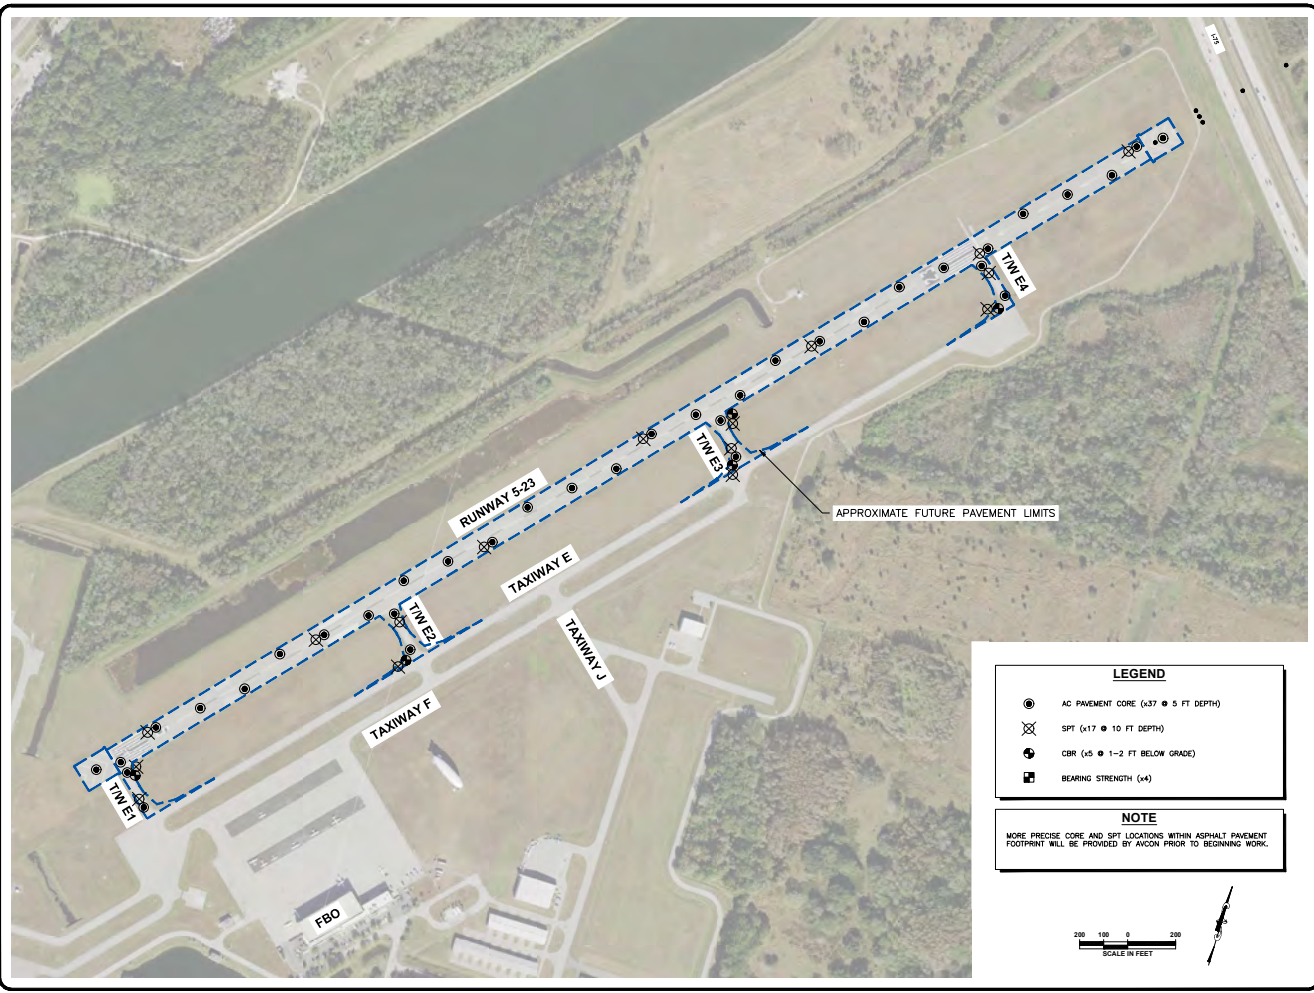 I-75
T/W E4
T/W E3
APPROXIMATE FUTURE PAVEMENT LIMITS
RUNWAY 5-23
TAXIWAY E
T/W E2
TAXIWAY J
TAXIWAY F
T/W E1
FBO
LEGEND
AC PAVEMENT CORE (x37 @ 5 FT DEPTH)
SPT (x17 @ 10 FT DEPTH)
CBR (x5 @ 1-2 FT BELOW GRADE)
BEARING STRENGTH (x4)
NOTE
MORE PRECISE CORE AND SPT LOCATIONS WITHIN ASPHALT PAVEMENT
FOOTPRINT WILL BE PROVIDED BY AVCON PRIOR TO BEGINNING WORK.
200 100 0 200
SCALE IN FEET